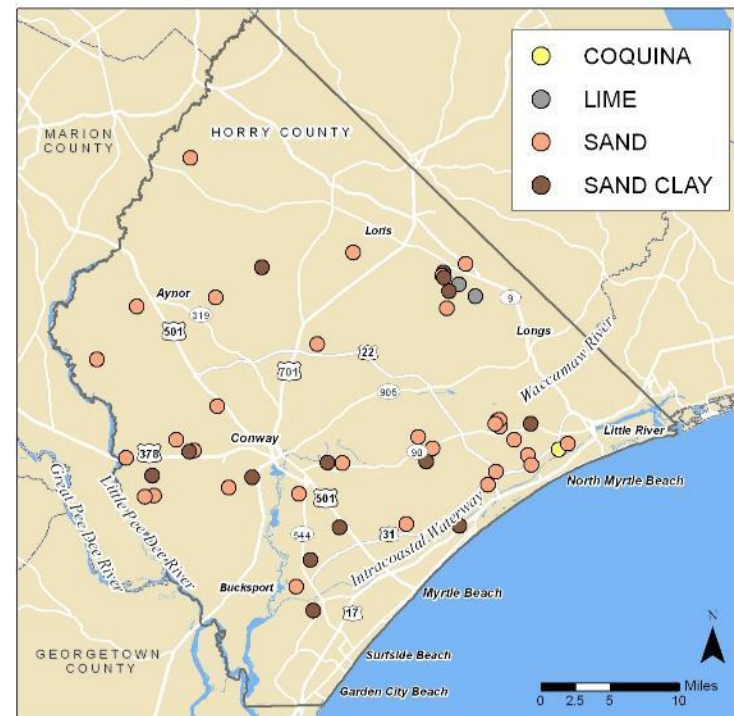 COQUINA
LIME
SAND
SAND CLAY
MARION
COUNTY
HORRY COUNTY
Loris
Aynor
319
501
9
Longs
701
22
905
Waccamaw River
Conway
378
90
Little River
North Myrtle Beach
Great Pee Dee River
Little Pee Dee River
501
544
31
Intracoastal Waterway
Bucksport
17
Myrtle Beach
N
GEORGETOWN
COUNTY
Surfside Beach
Garden City Beach
Miles
0 2.5 5 10